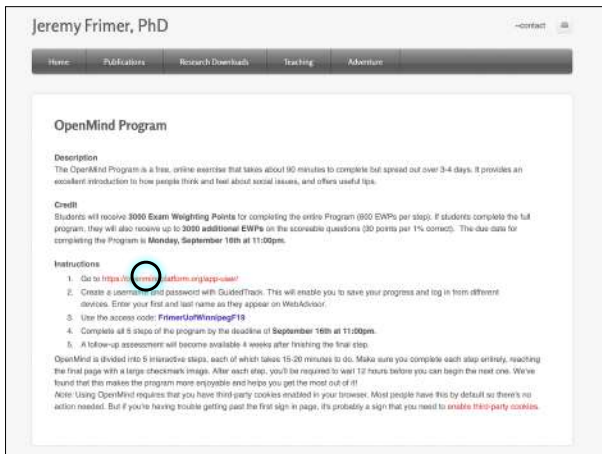 Jeremy Frimer, PhD
~contact
Home Publications Research Downloads Teaching Adventure
OpenMind Program
Description
The OpenMind Program is a free, online exercise that takes about 90 minutes to complete but spread out over 3-4 days. It provides an
excellent introduction to how people think and feel about social issues, and offers useful tips.
Credit
Students will receive 3000 Exam Weighting Points for completing the entire Program (600 EWPs per step). If students complete the full
program, they will also receive up to 3000 additional EWPs on the scoreable questions (30 points per 1% correct). The due date for
completing the Program is Monday, September 16th at 11:00pm.
Instructions
1. Go to https://openmindplatform.org/app-user/
2. Create a username and password with GuidedTrack. This will enable you to save your progress and log in from different
devices. Enter your first and last name as they appear on WebAdvisor.
3. Use the access code: FrimerUofWinnipegF19
4. Complete all 5 steps of the program by the deadline of September 16th at 11:00pm.
5. A follow-up assessment will become available 4 weeks after finishing the final step.
OpenMind is divided into 5 interactive steps, each of which takes 15-20 minutes to do. Make sure you complete each step entirely, reaching
the final page with a large checkmark image. After each step, you'll be required to wait 12 hours before you can begin the next one. We've
found that this makes the program more enjoyable and helps you get the most out of it!
Note: Using OpenMind requires that you have third-party cookies enabled in your browser. Most people have this by default so there's no
action needed. But if you're having trouble getting past the first sign in page, it's probably a sign that you need to enable third-party cookies.